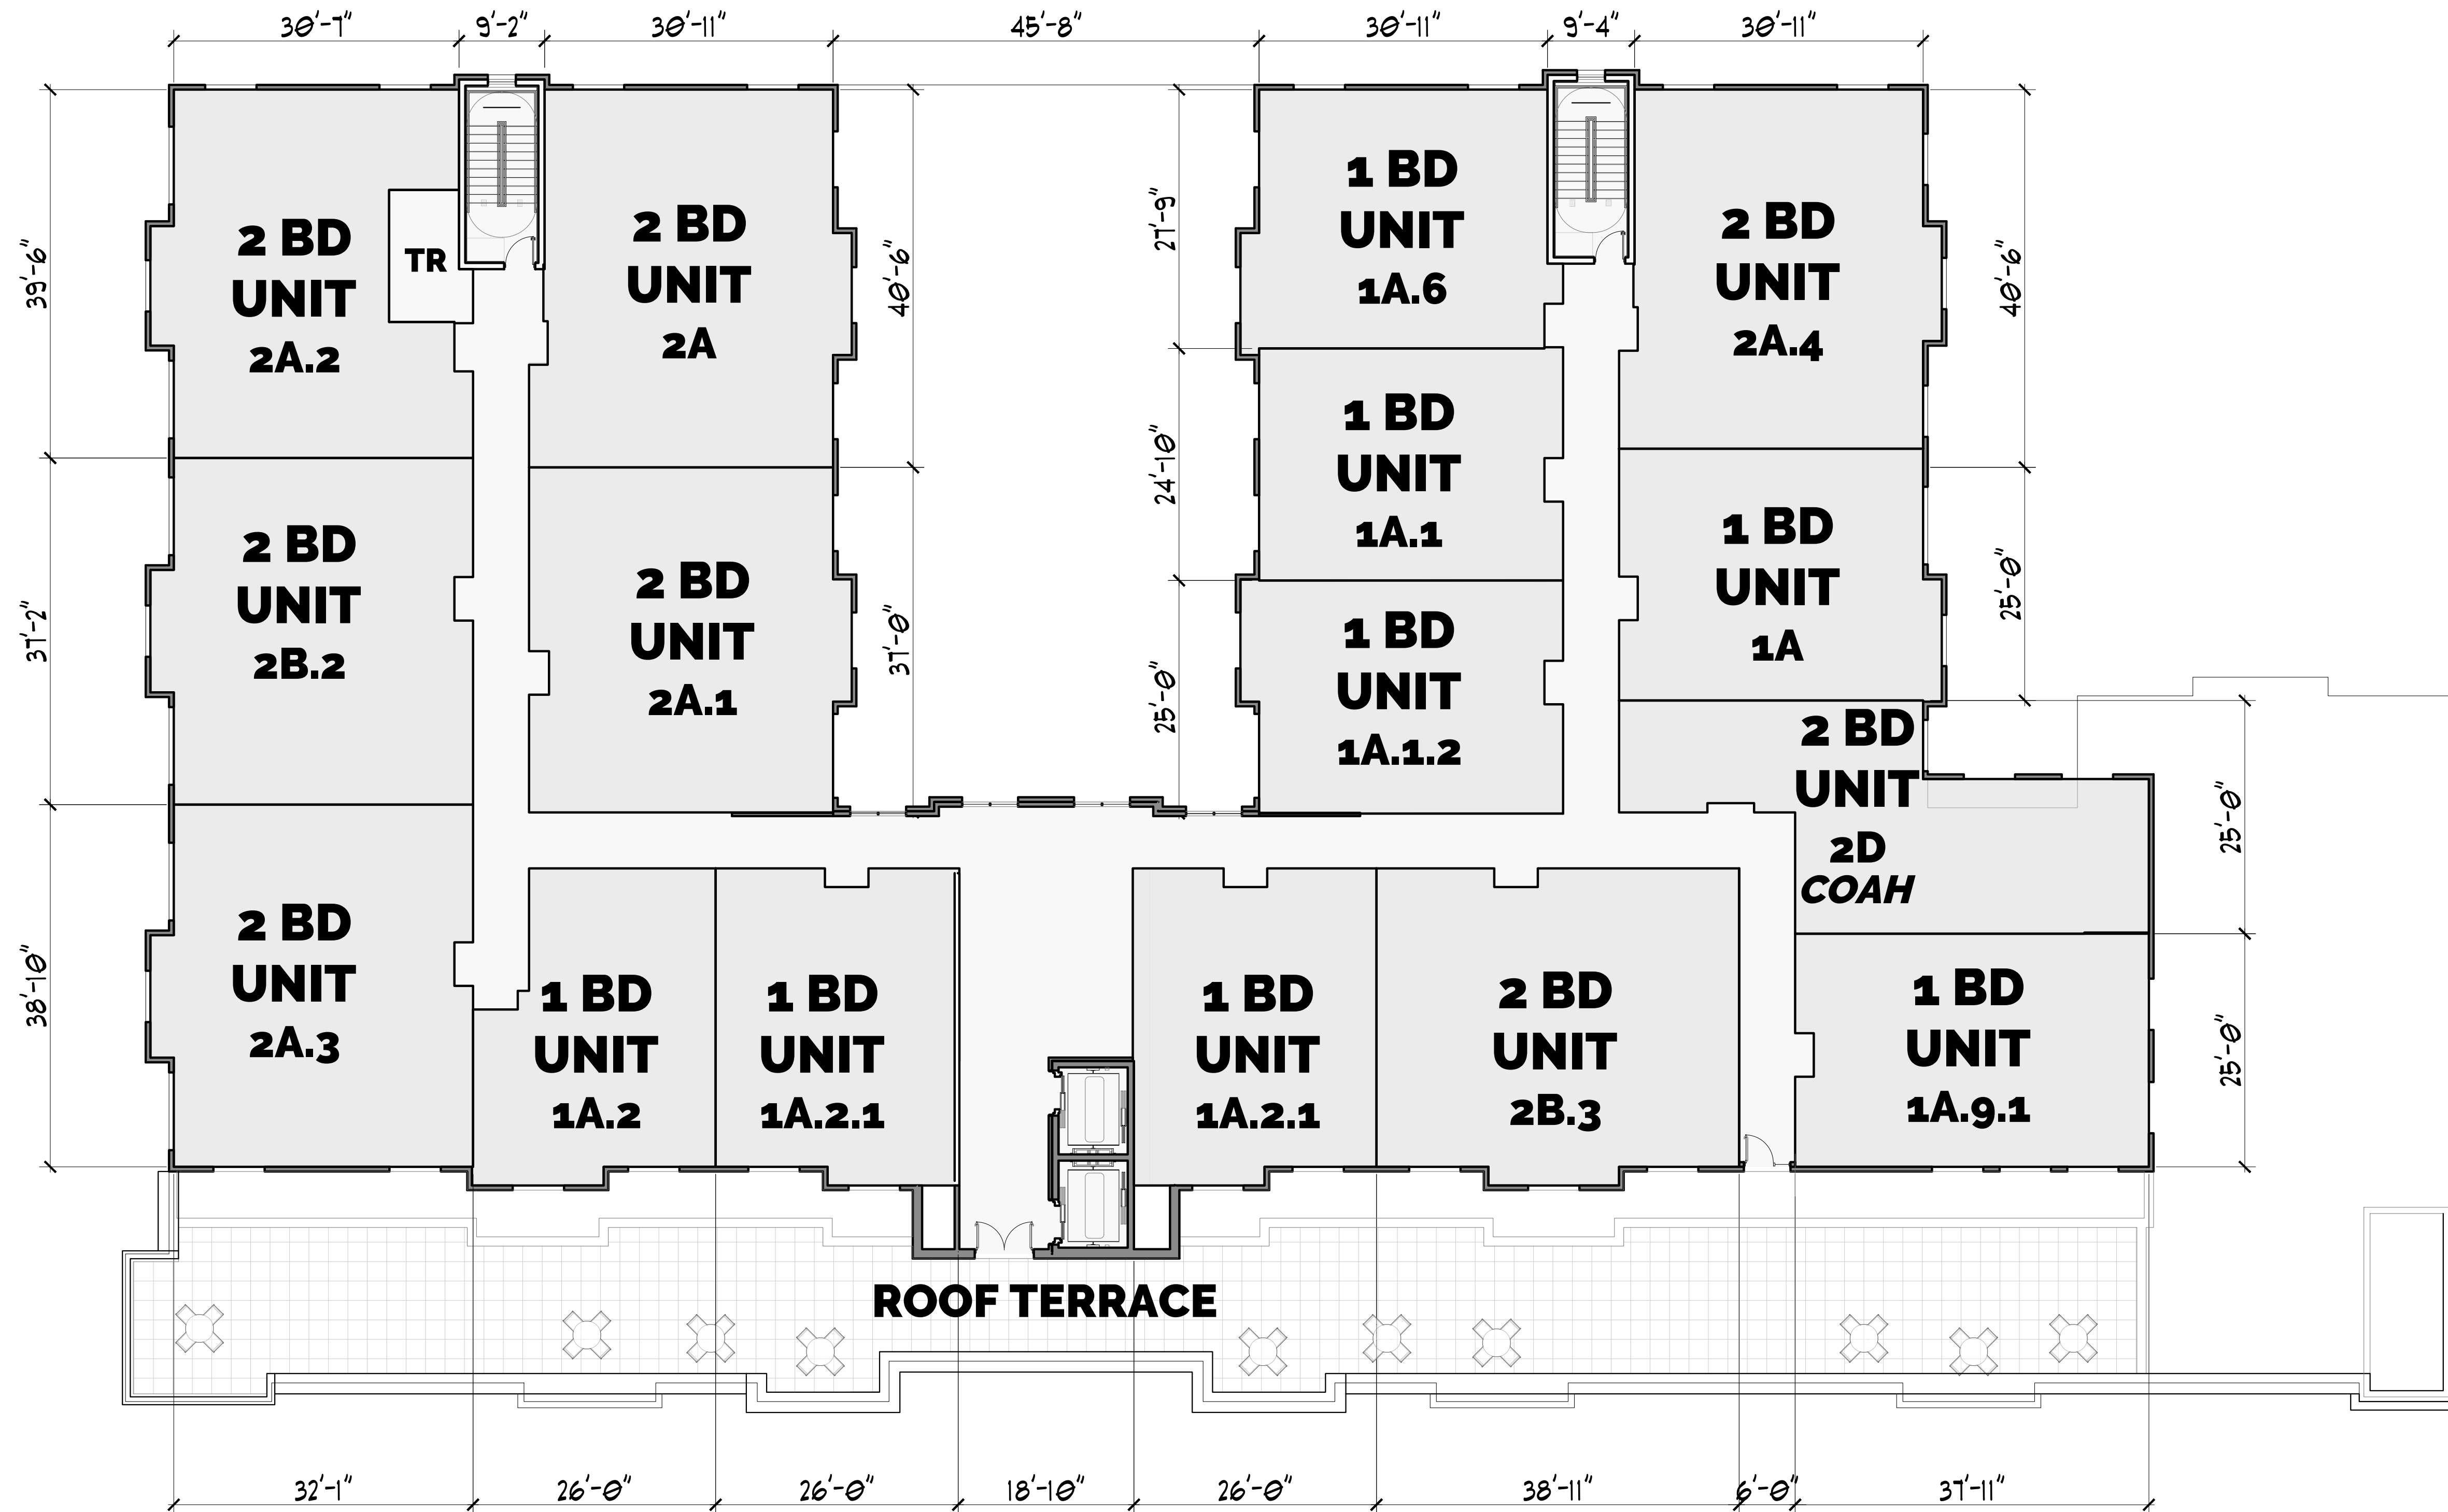 30'-7" 9'-2" 30'-11" 45'-8" 30'-11" 9'-4" 30'-11"
39'-6"
37'-2"
38'-10"
2 BD
UNIT
2A.2
TR
2 BD
UNIT
2A
40'-6"
37'-0"
2 BD
UNIT
2B.2
2 BD
UNIT
2A.1
2 BD
UNIT
2A.3
27'-9"
24'-10"
25'-0"
1 BD
UNIT
1A.6
1 BD
UNIT
1A.1
1 BD
UNIT
1A.1.2
2 BD
UNIT
2A.4
1 BD
UNIT
1A
40'-6"
25'-0"
2 BD
UNIT
2D
COAH
25'-0"
25'-0"
1 BD
UNIT
1A.2
1 BD
UNIT
1A.2.1
1 BD
UNIT
1A.2.1
2 BD
UNIT
2B.3
1 BD
UNIT
1A.9.1
ROOF TERRACE
32'-1" 26'-0" 26'-0" 18'-10" 26'-0" 38'-11" 6'-0" 37'-11"